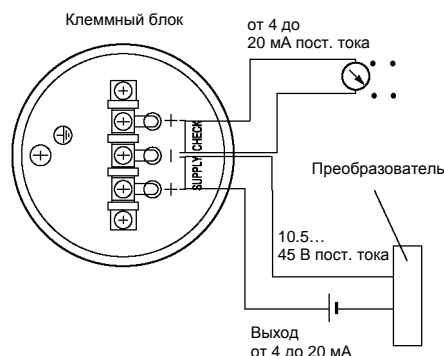 Клеммный блок
от 4 до
20 мА пост. тока
+
–
+
CHECK
SUPPLY
Преобразователь
10.5…
45 В пост. тока
Выход
от 4 до 20 мА